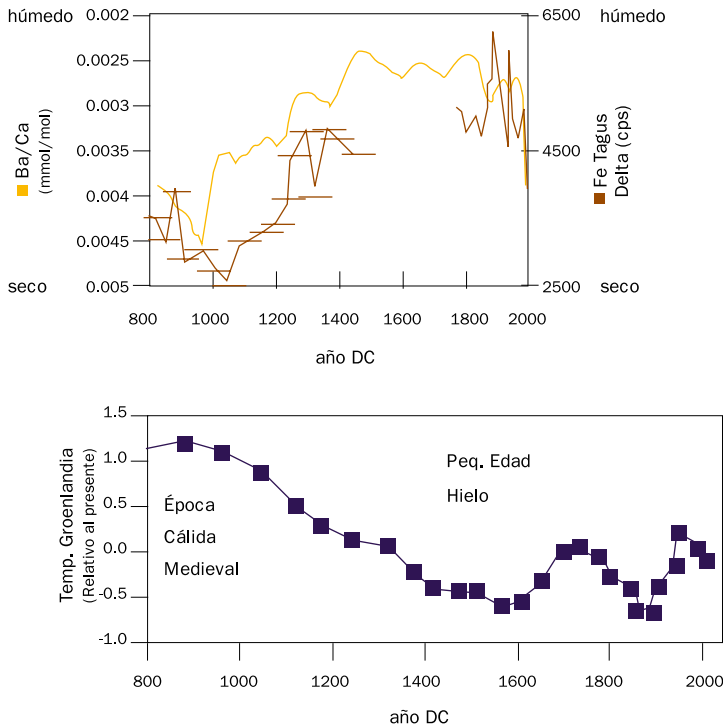 húmedo
0.002
6500
húmedo
0.0025
0.003
0.0035
4500
0.004
0.0045
0.005
2500
seco
seco
Ba/Ca
(mmol/mol)
Fe Tagus
Delta (cps)
800
1000
1200
1400
1600
1800
2000
año DC
1.5
1.0
0.5
0.0
-0.5
-1.0
Temp. Groenlandia
(Relativo al presente)
Época
Cálida
Medieval
Peq. Edad
Hielo
800
1000
1200
1400
1600
1800
2000
año DC